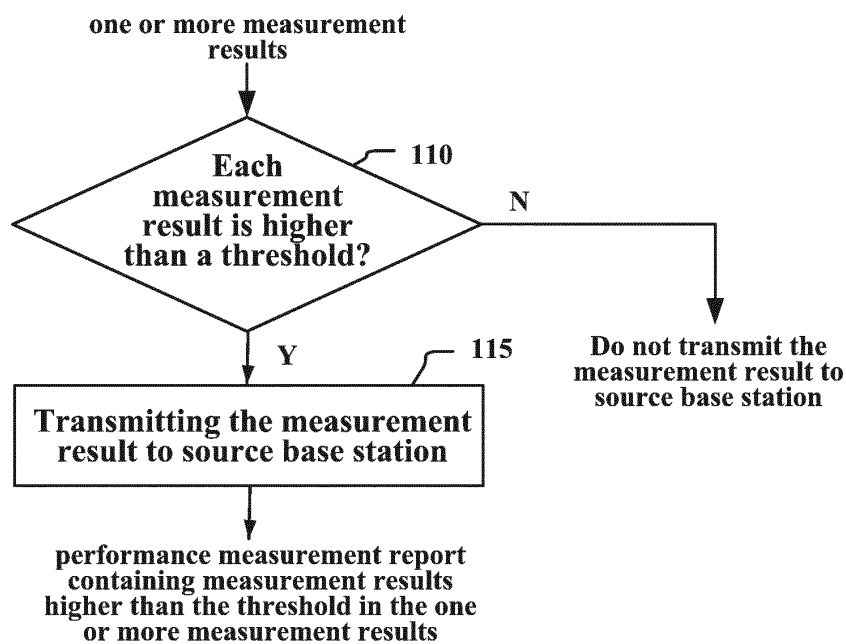 one or more measurement
results
110
Each
measurement
result is higher
than a threshold?
N
Y
115
Do not transmit the
measurement result to
source base station
Transmitting the measurement
result to source base station
performance measurement report
containing measurement results
higher than the threshold in the one
or more measurement results